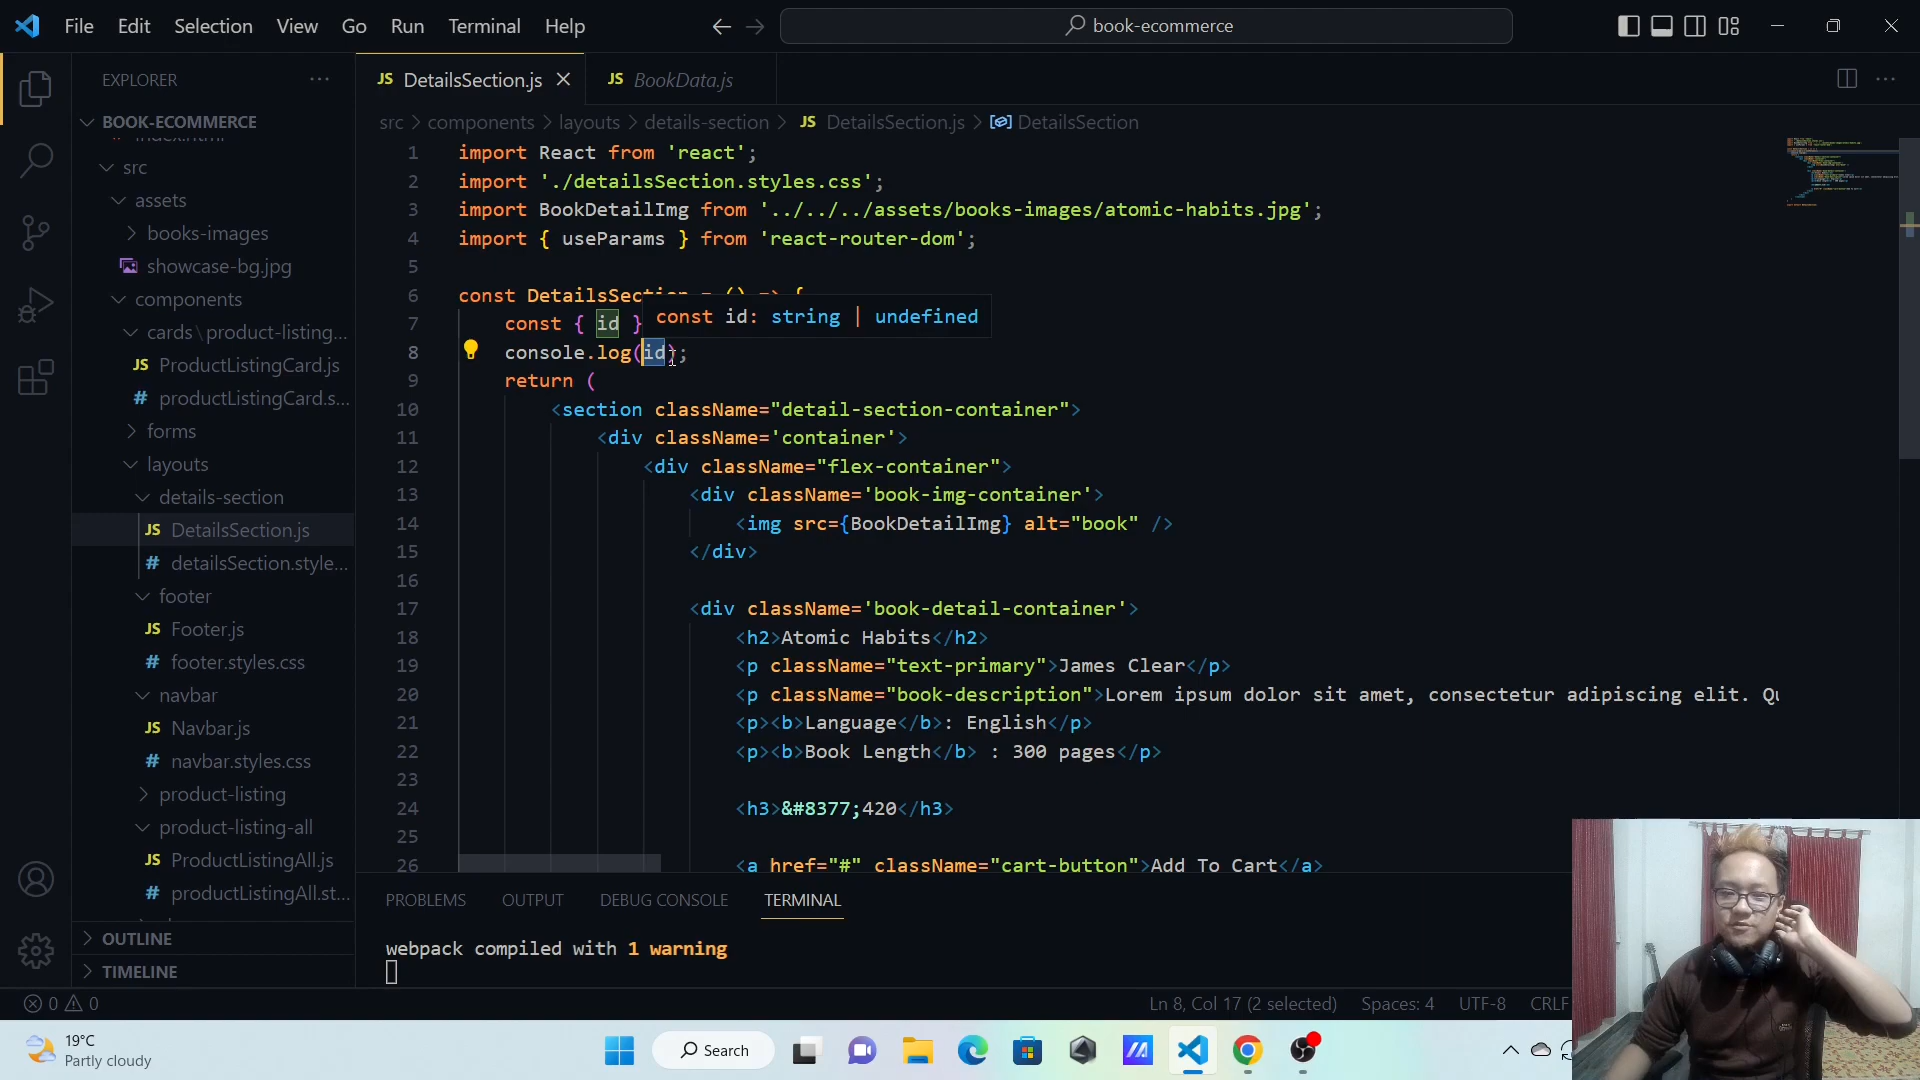 File Edit Selection View Go Run Terminal Help
book-ecommerce
EXPLORER
BOOK-ECOMMERCE
src
assets
books-images
showcase-bg.jpg
components
cards\product-listing...
JS ProductListingCard.js
# productListingCard.s...
forms
layouts
details-section
JS DetailsSection.js
# detailsSection.style...
footer
JS Footer.js
# footer.styles.css
navbar
JS Navbar.js
# navbar.styles.css
product-listing
product-listing-all
JS ProductListingAll.js
# productListingAll.st...
OUTLINE
TIMELINE
JS DetailsSection.js
JS BookData.js
src > components > layouts > details-section > JS DetailsSection.js > DetailsSection
1 import React from 'react';
2 import './detailsSection.styles.css';
3 import BookDetailImg from '../../../assets/books-images/atomic-habits.jpg';
4 import { useParams } from 'react-router-dom';
5
6 const DetailsSection = () => {
const id: string | undefined
7 const { id }
8 console.log(id);
9 return (
10 <section className="detail-section-container">
11 <div className='container'>
12 <div className="flex-container">
13 <div className='book-img-container'>
14 <img src={BookDetailImg} alt="book" />
15 </div>
16
17 <div className='book-detail-container'>
18 <h2>Atomic Habits</h2>
19 <p className="text-primary">James Clear</p>
20 <p className="book-description">Lorem ipsum dolor sit amet, consectetur adipiscing elit.
21 <p><b>Language</b>: English</p>
22 <p><b>Book Length</b> : 300 pages</p>
23
24 <h3>&#8377;420</h3>
25
26 <a href="#" className="cart-button">Add To Cart</a>
PROBLEMS OUTPUT DEBUG CONSOLE TERMINAL
webpack compiled with 1 warning
0 0
Ln 8, Col 17 (2 selected) Spaces: 4 UTF-8 CRLF
19°C
Partly cloudy
Search